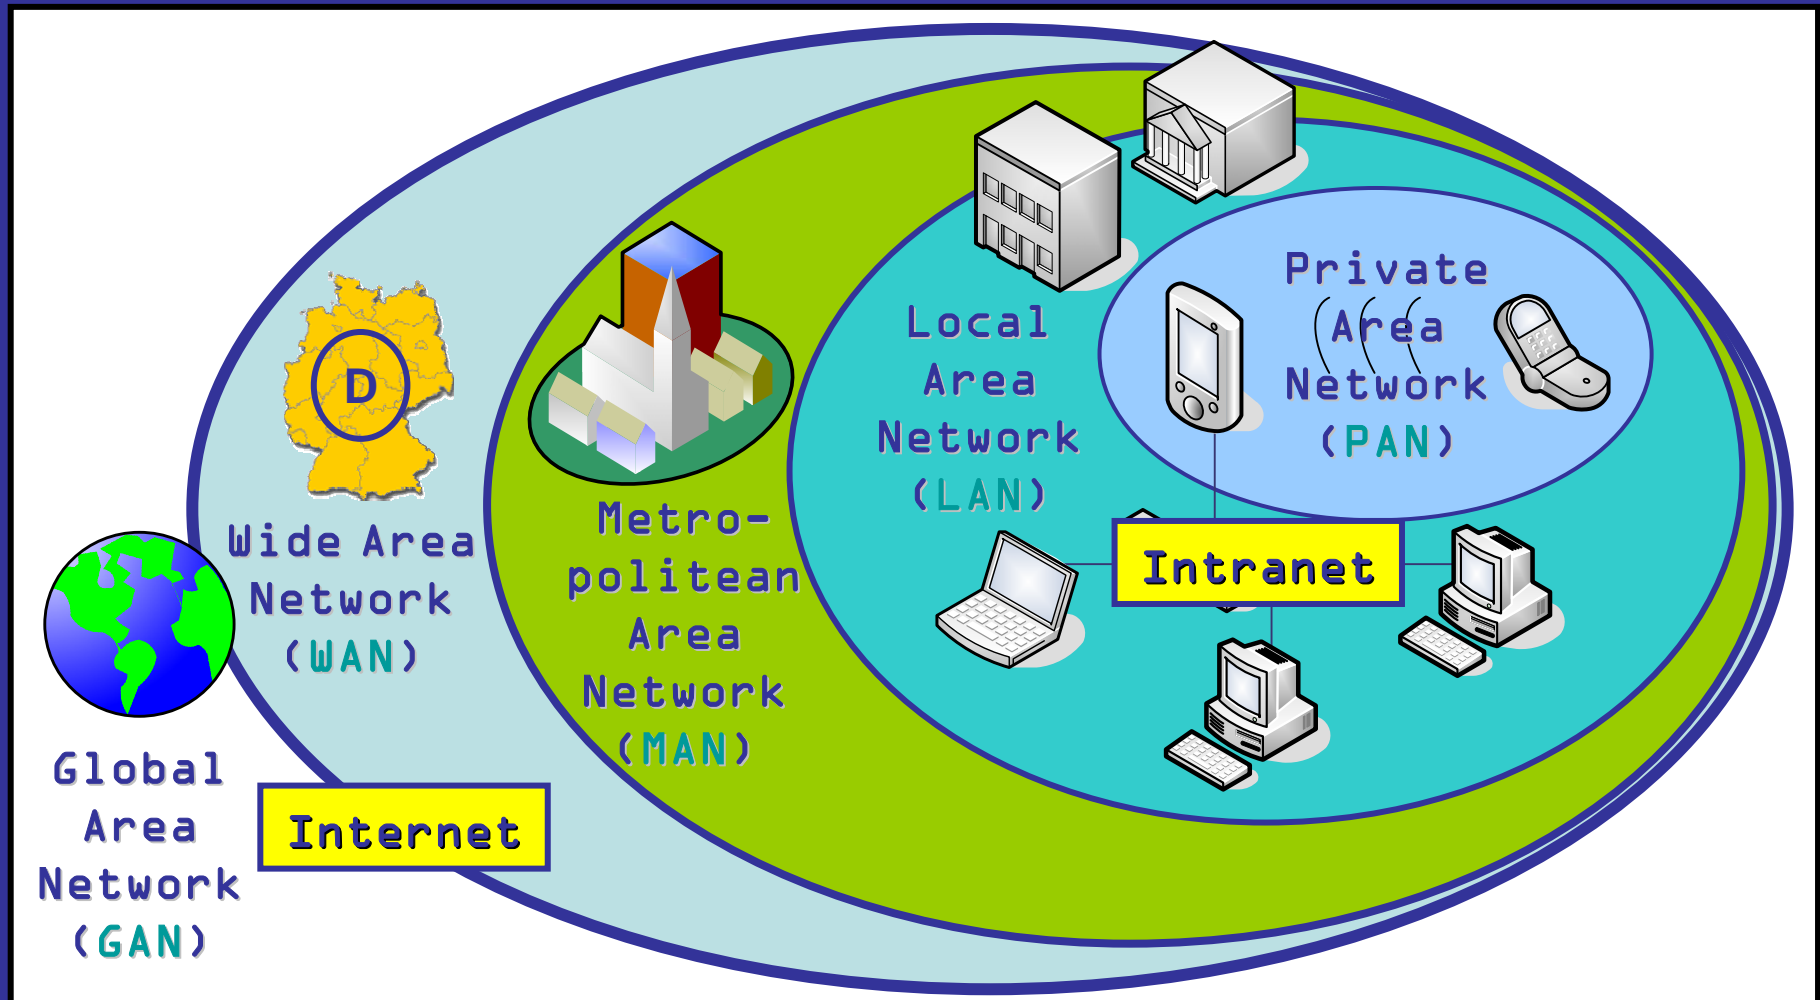 D
Wide Area
Network
(WAN)
Global
Area
Network
(GAN)
Internet
Metro-
politean
Area
Network
(MAN)
Local
Area
Network
(LAN)
Private
Area
Network
(PAN)
Intranet